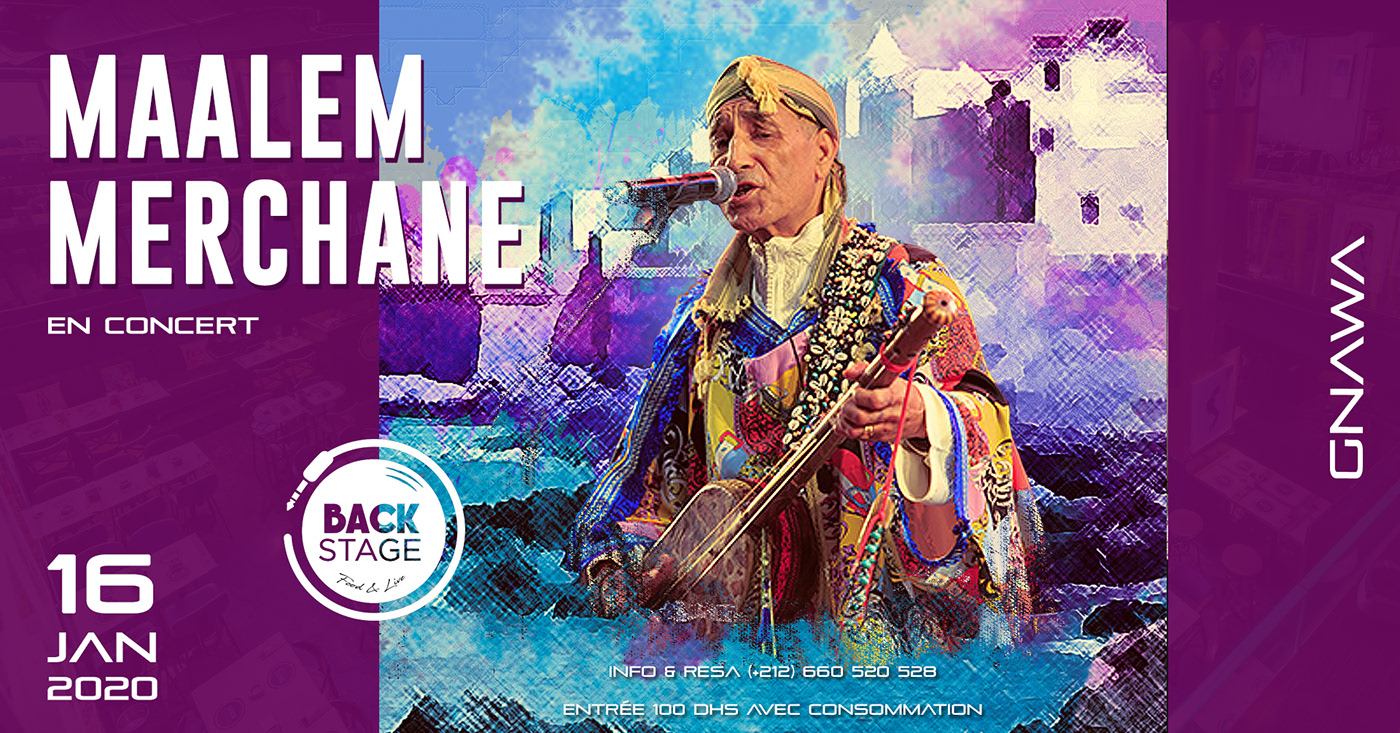 MAALEM
MERCHANE
EN CONCERT
GNAWA
BACK
STAGE
Food & Live
16
JAN
2020
INFO & RESA (+212) 660 520 528
ENTRÉE 100 DHS AVEC CONSOMMATION